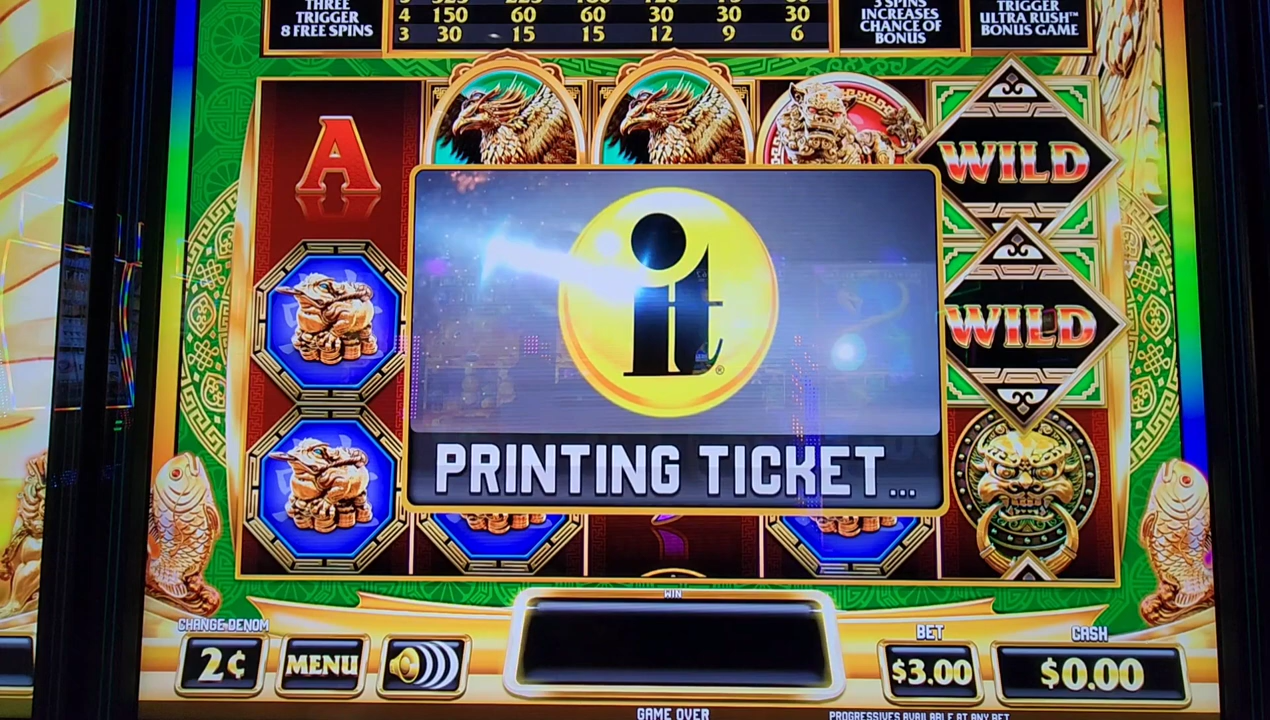 THREE
TRIGGER
8 FREE SPINS
4 150 60 60 30 30 30
3 30 15 15 12 9 6
3 SPINS
INCREASES
CHANCE OF
BONUS
TRIGGER
ULTRA RUSH™
BONUS GAME
A
WILD
WILD
it®
PRINTING TICKET...
WIN
CHANGE DENOM
2¢
MENU
BET
$3.00
CASH
$0.00
GAME OVER
PROGRESSIVES AVAILABLE AT ANY BET